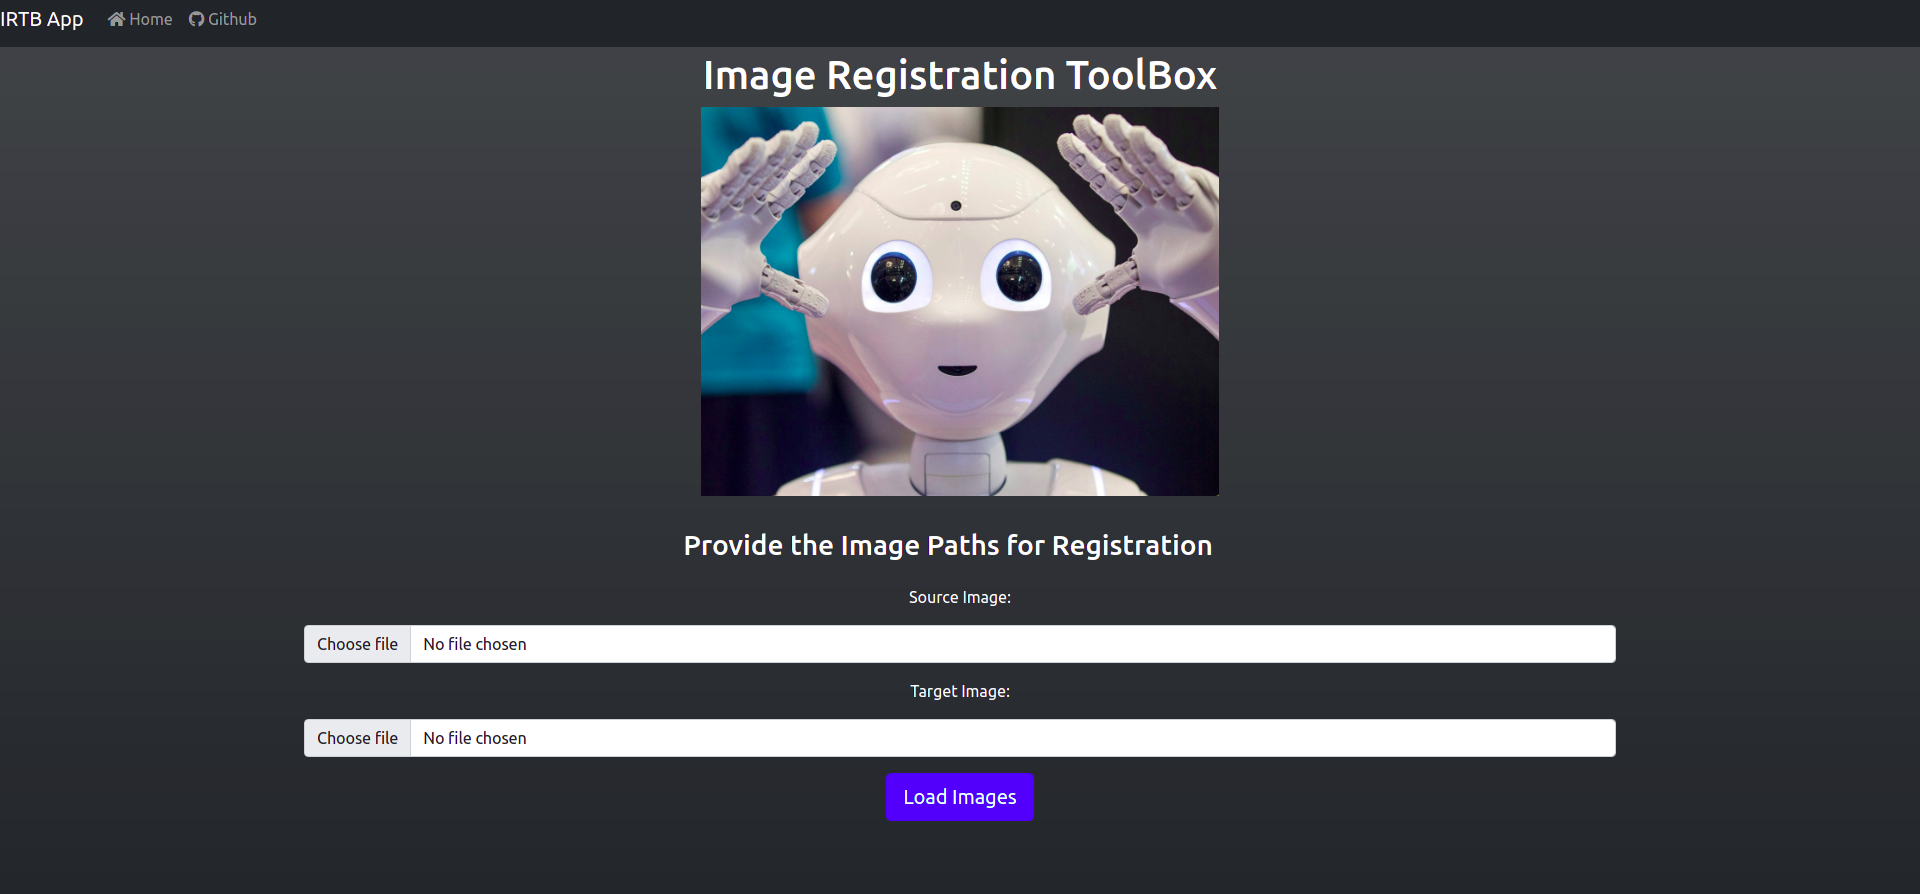 IRTB App Home Github
Image Registration ToolBox
Provide the Image Paths for Registration
Source Image:
Choose file No file chosen
Target Image:
Choose file No file chosen
Load Images